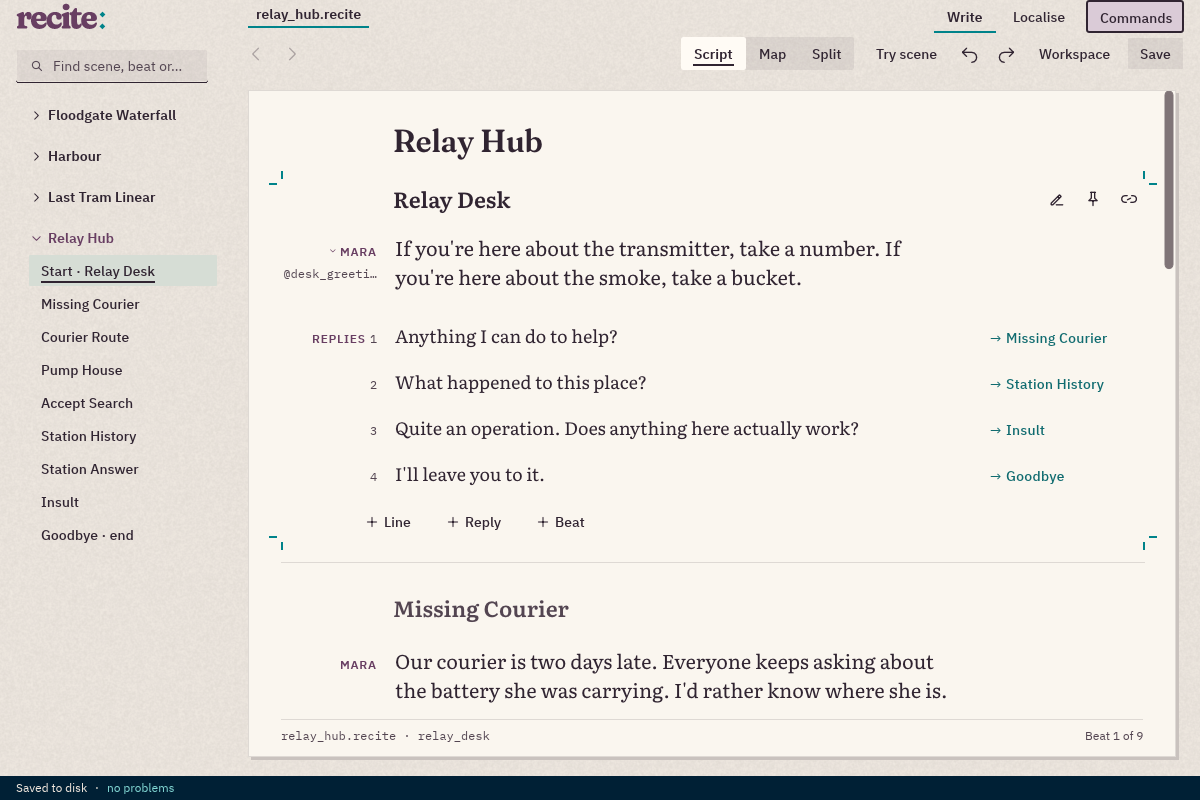 recite:
relay_hub.recite
Write
Localise
Commands
Find scene, beat or...
Script
Map
Split
Try scene
Workspace
Save
Floodgate Waterfall
Harbour
Last Tram Linear
Relay Hub
Start · Relay Desk
Missing Courier
Courier Route
Pump House
Accept Search
Station History
Station Answer
Insult
Goodbye · end
Relay Hub
Relay Desk
MARA
@desk_greeti…
If you're here about the transmitter, take a number. If
you're here about the smoke, take a bucket.
REPLIES 1 Anything I can do to help? → Missing Courier
2 What happened to this place? → Station History
3 Quite an operation. Does anything here actually work? → Insult
4 I'll leave you to it. → Goodbye
+ Line + Reply + Beat
Missing Courier
MARA
Our courier is two days late. Everyone keeps asking about
the battery she was carrying. I'd rather know where she is.
relay_hub.recite · relay_desk
Beat 1 of 9
Saved to disk · no problems